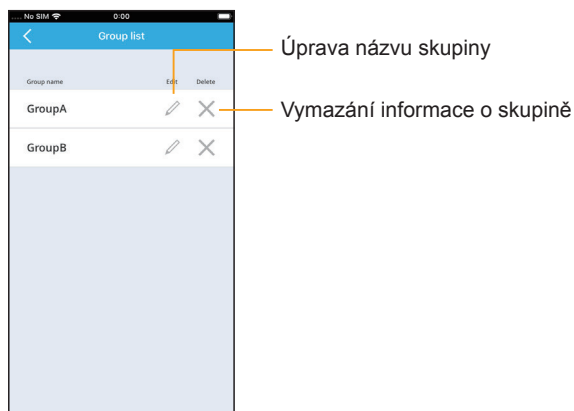 .... No SIM 0:00
Group list
Úprava názvu skupiny
Group name Edit Delete
GroupA
Vymazání informace o skupině
GroupB